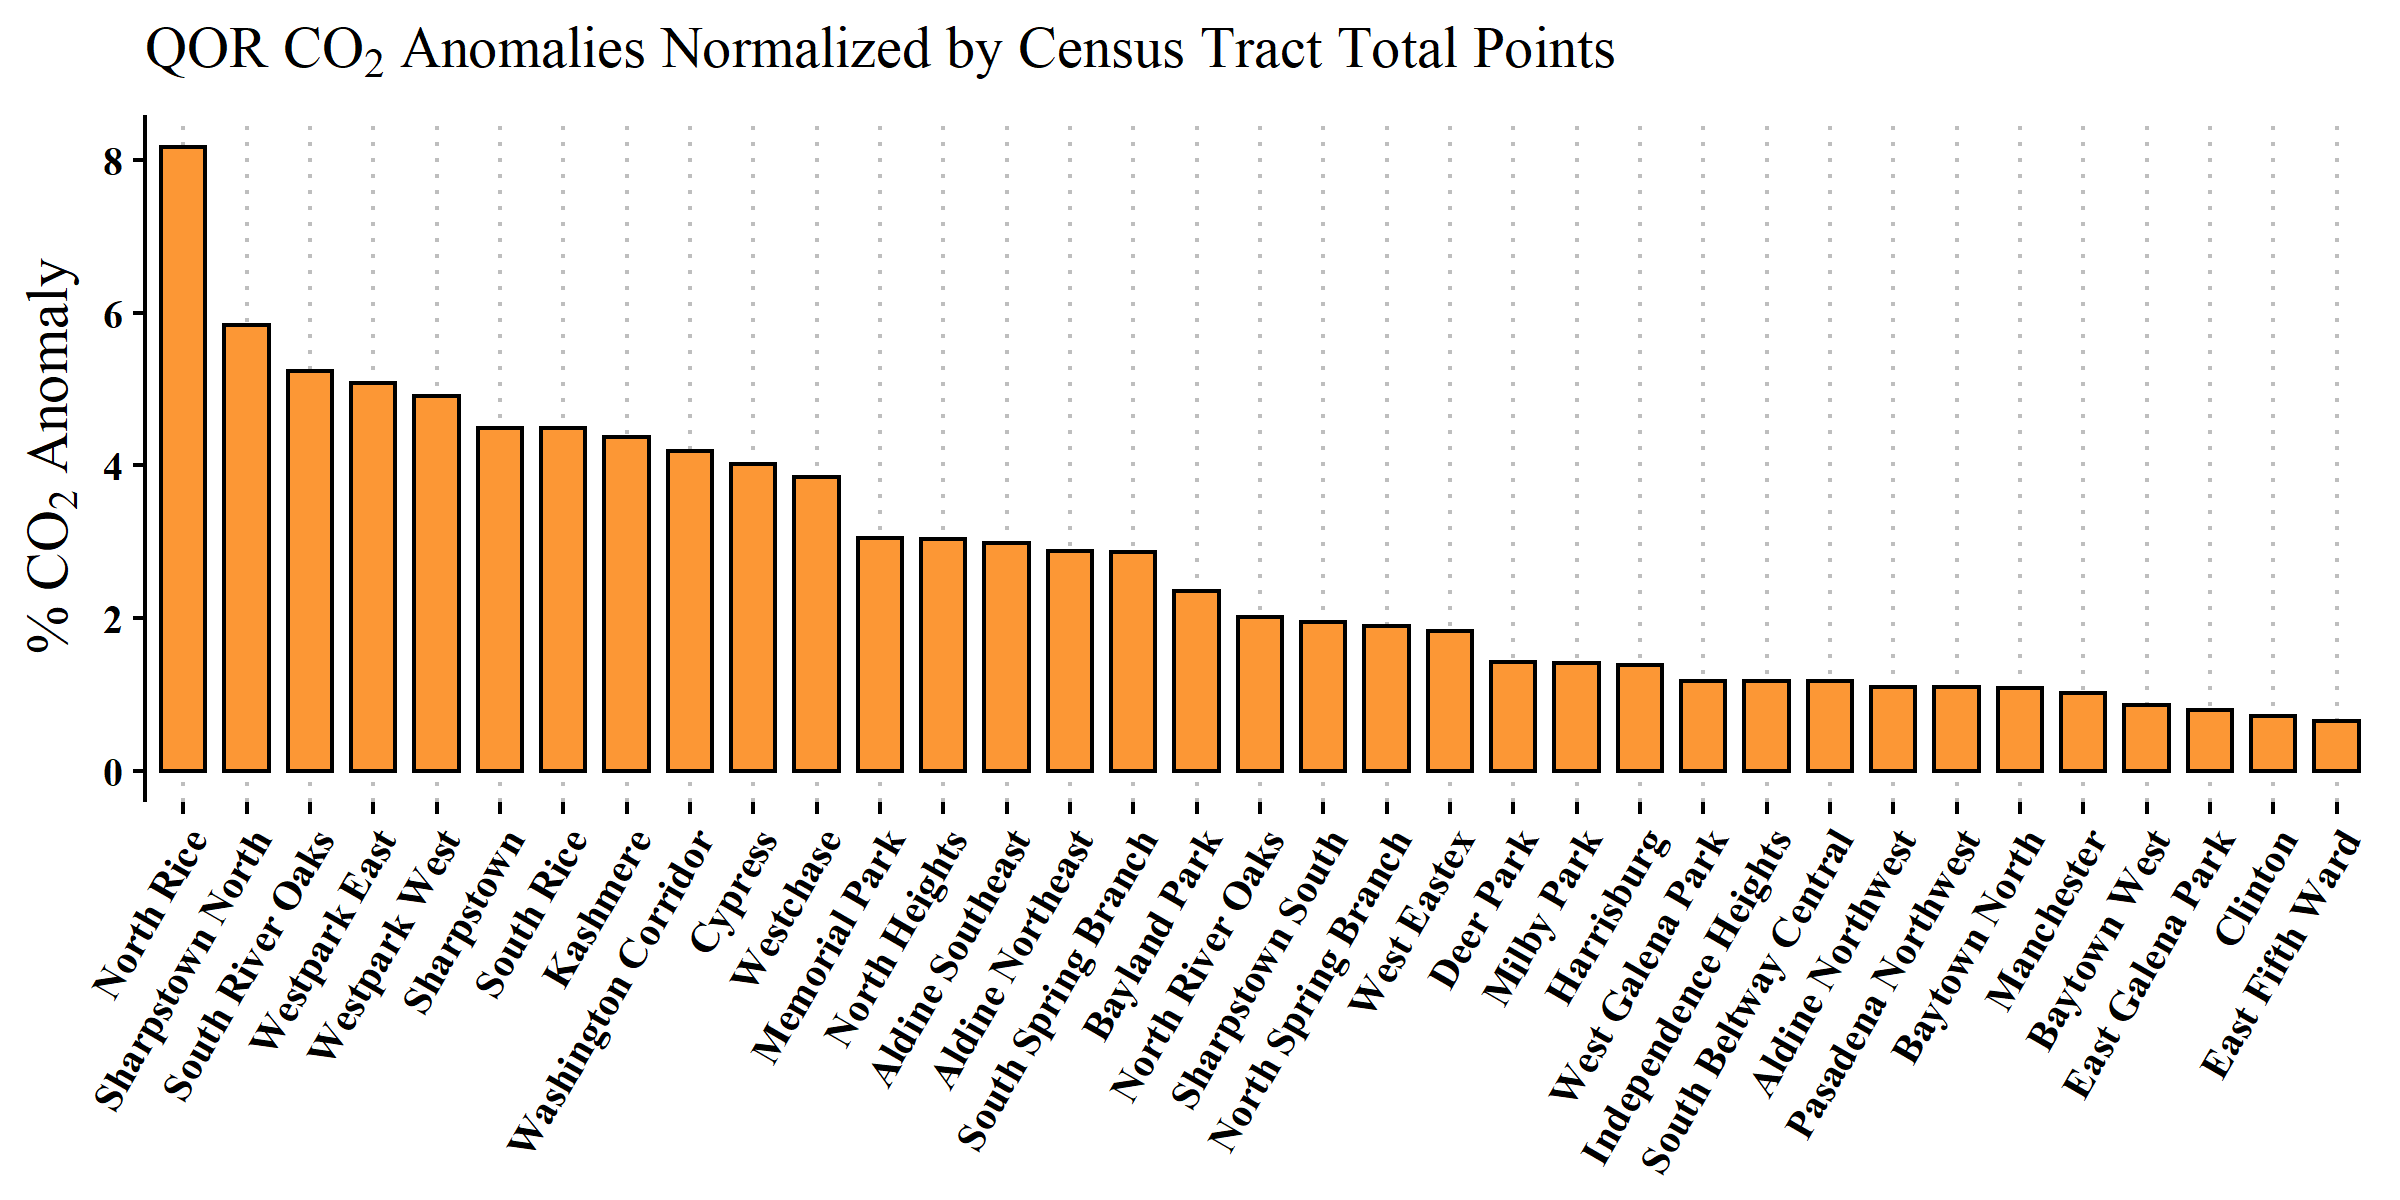 QOR CO₂ Anomalies Normalized by Census Tract Total Points
% CO₂ Anomaly
8
6
4
2
0
North Rice
Sharpstown North
South River Oaks
Westpark East
Westpark West
Sharpstown
South Rice
Kashmere
Washington Corridor
Cypress
Westchase
Memorial Park
North Heights
Aldine Southeast
Aldine Northeast
South Spring Branch
Bayland Park
North River Oaks
Sharpstown South
North Spring Branch
West Eastex
Deer Park
Milby Park
Harrisburg
West Galena Park
Independence Heights
South Beltway Central
Aldine Northwest
Pasadena Northwest
Baytown North
Manchester
Baytown West
East Galena Park
Clinton
East Fifth Ward